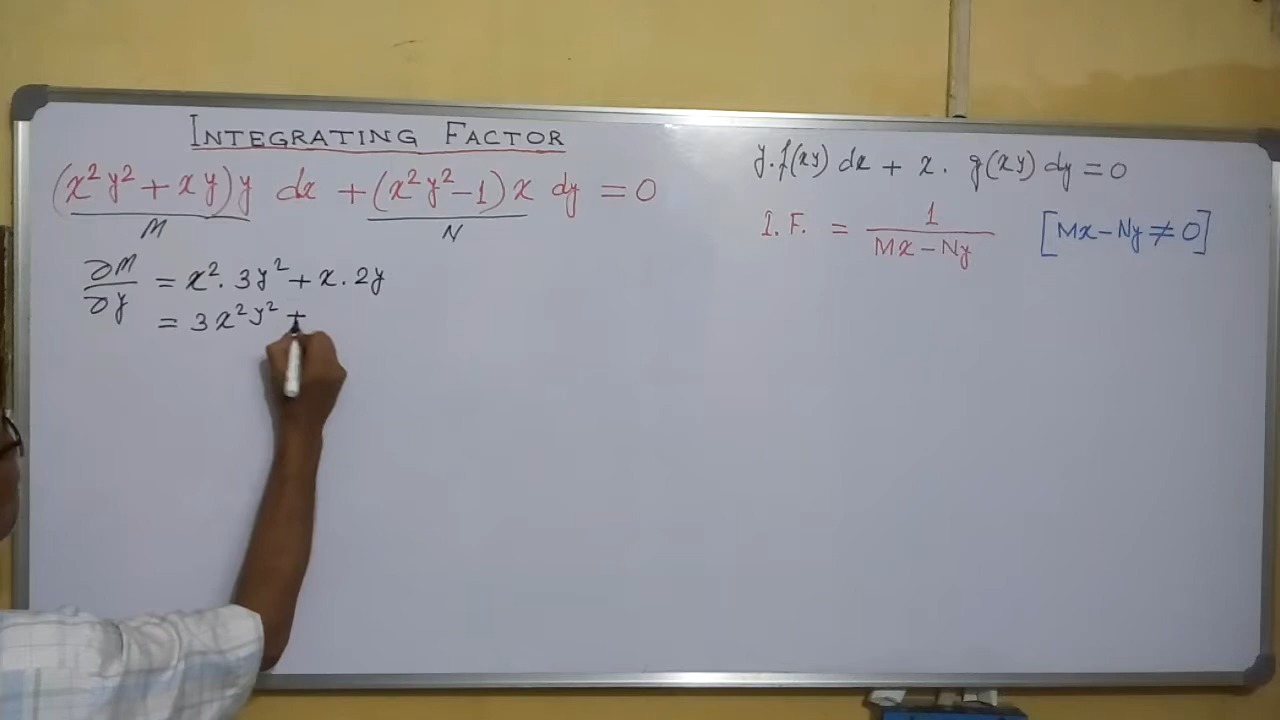 INTEGRATING FACTOR
(x²y² + xy)y dx + (x²y² - 1)x dy = 0
M N
∂M/∂y = x². 3y² + x. 2y
= 3x²y² +
y. f(xy) dx + x. g(xy) dy = 0
I. F. = 1/(Mx - Ny) [Mx - Ny ≠ 0]